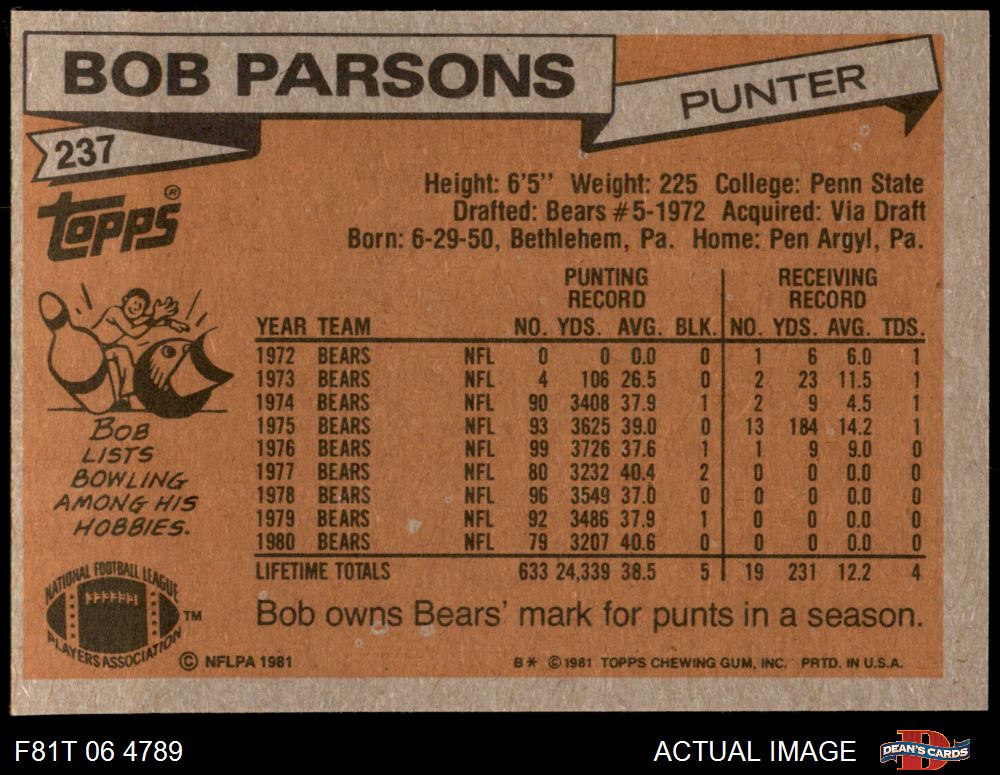 BOB PARSONS
PUNTER
237
TOPPS®
Height: 6'5'' Weight: 225 College: Penn State
Drafted: Bears #5-1972 Acquired: Via Draft
Born: 6-29-50, Bethlehem, Pa. Home: Pen Argyl, Pa.
PUNTING RECEIVING
RECORD RECORD
YEAR TEAM NO. YDS. AVG. BLK. NO. YDS. AVG. TDS.
1972 BEARS NFL 0 0 0.0 0 1 6 6.0 1
1973 BEARS NFL 4 106 26.5 0 2 23 11.5 1
1974 BEARS NFL 90 3408 37.9 1 2 9 4.5 1
1975 BEARS NFL 93 3625 39.0 0 13 184 14.2 1
1976 BEARS NFL 99 3726 37.6 1 1 9 9.0 0
1977 BEARS NFL 80 3232 40.4 2 0 0 0.0 0
1978 BEARS NFL 96 3549 37.0 0 0 0 0.0 0
1979 BEARS NFL 92 3486 37.9 1 0 0 0.0 0
1980 BEARS NFL 79 3207 40.6 0 0 0 0.0 0
LIFETIME TOTALS 633 24,339 38.5 5 19 231 12.2 4
BOB
LISTS
BOWLING
AMONG HIS
HOBBIES.
Bob owns Bears' mark for punts in a season.
NATIONAL FOOTBALL LEAGUE
PLAYERS ASSOCIATION
TM
© NFLPA 1981
B* © 1981 TOPPS CHEWING GUM, INC. PRTD. IN U.S.A.
F81T 06 4789
ACTUAL IMAGE
D
DEAN'S CARDS